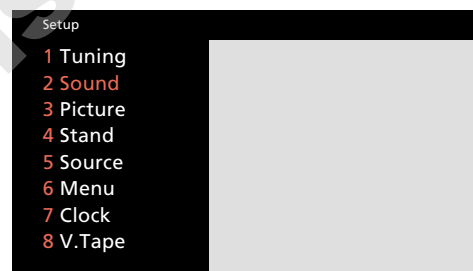 Setup
1 Tuning
2 Sound
3 Picture
4 Stand
5 Source
6 Menu
7 Clock
8 V.Tape